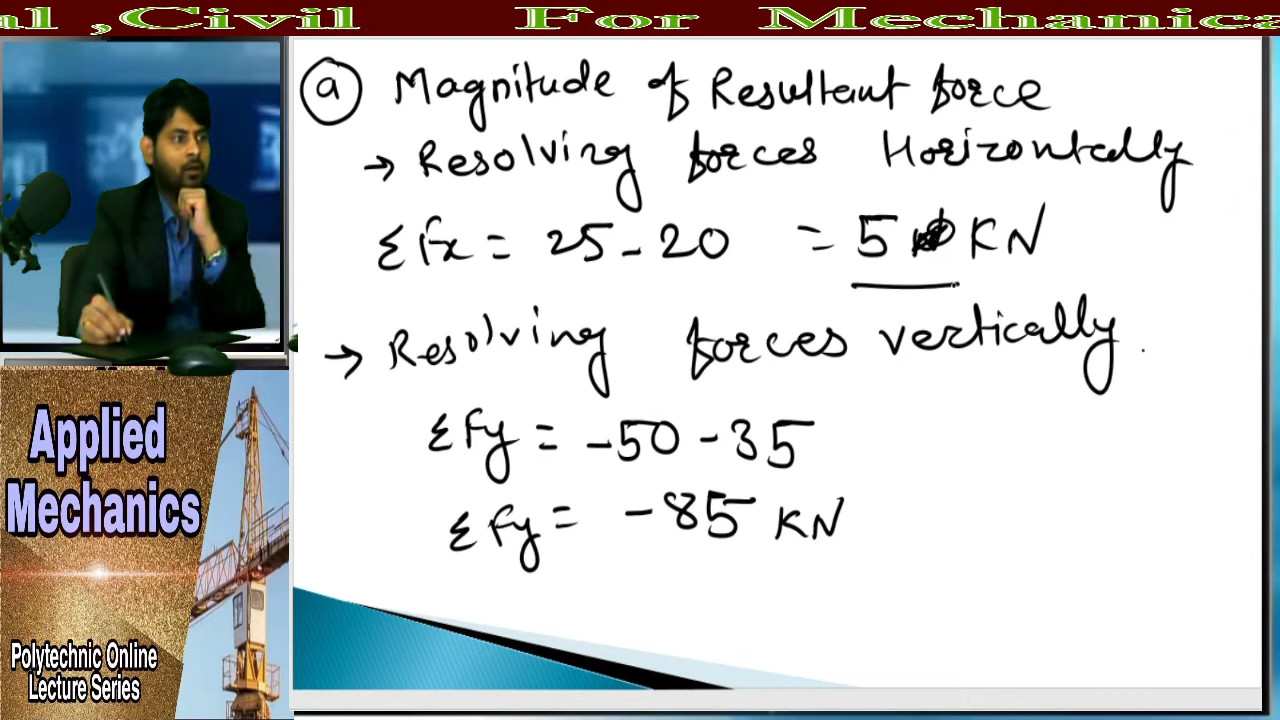 al ,Civil For Mechanica
(a) Magnitude of Resultant force
→ Resolving forces Horizontally
ΣFx = 25 - 20 = 5 KN
→ Resolving forces vertically.
ΣFy = -50 - 35
ΣFy = -85 KN
Applied
Mechanics
Polytechnic Online
Lecture Series